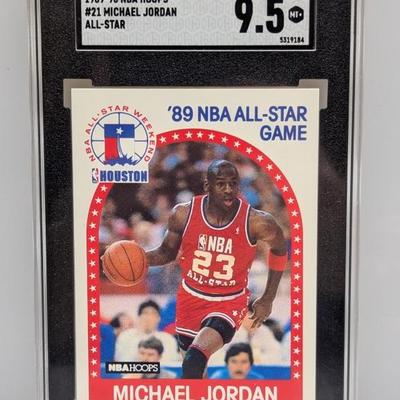 1989-90 NBA HOOPS
#21 MICHAEL JORDAN
ALL-STAR
9.5
MT+
5319184
'89 NBA ALL-STAR
GAME
NBA ALL-STAR WEEKEND
HOUSTON
NBA
23
ALL-STAR
NBA HOOPS
MICHAEL JORDAN